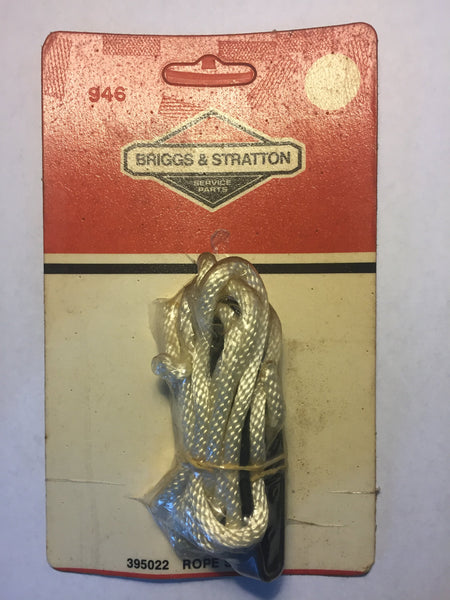 946
BRIGGS & STRATTON
SERVICE
PARTS
395022 ROPE